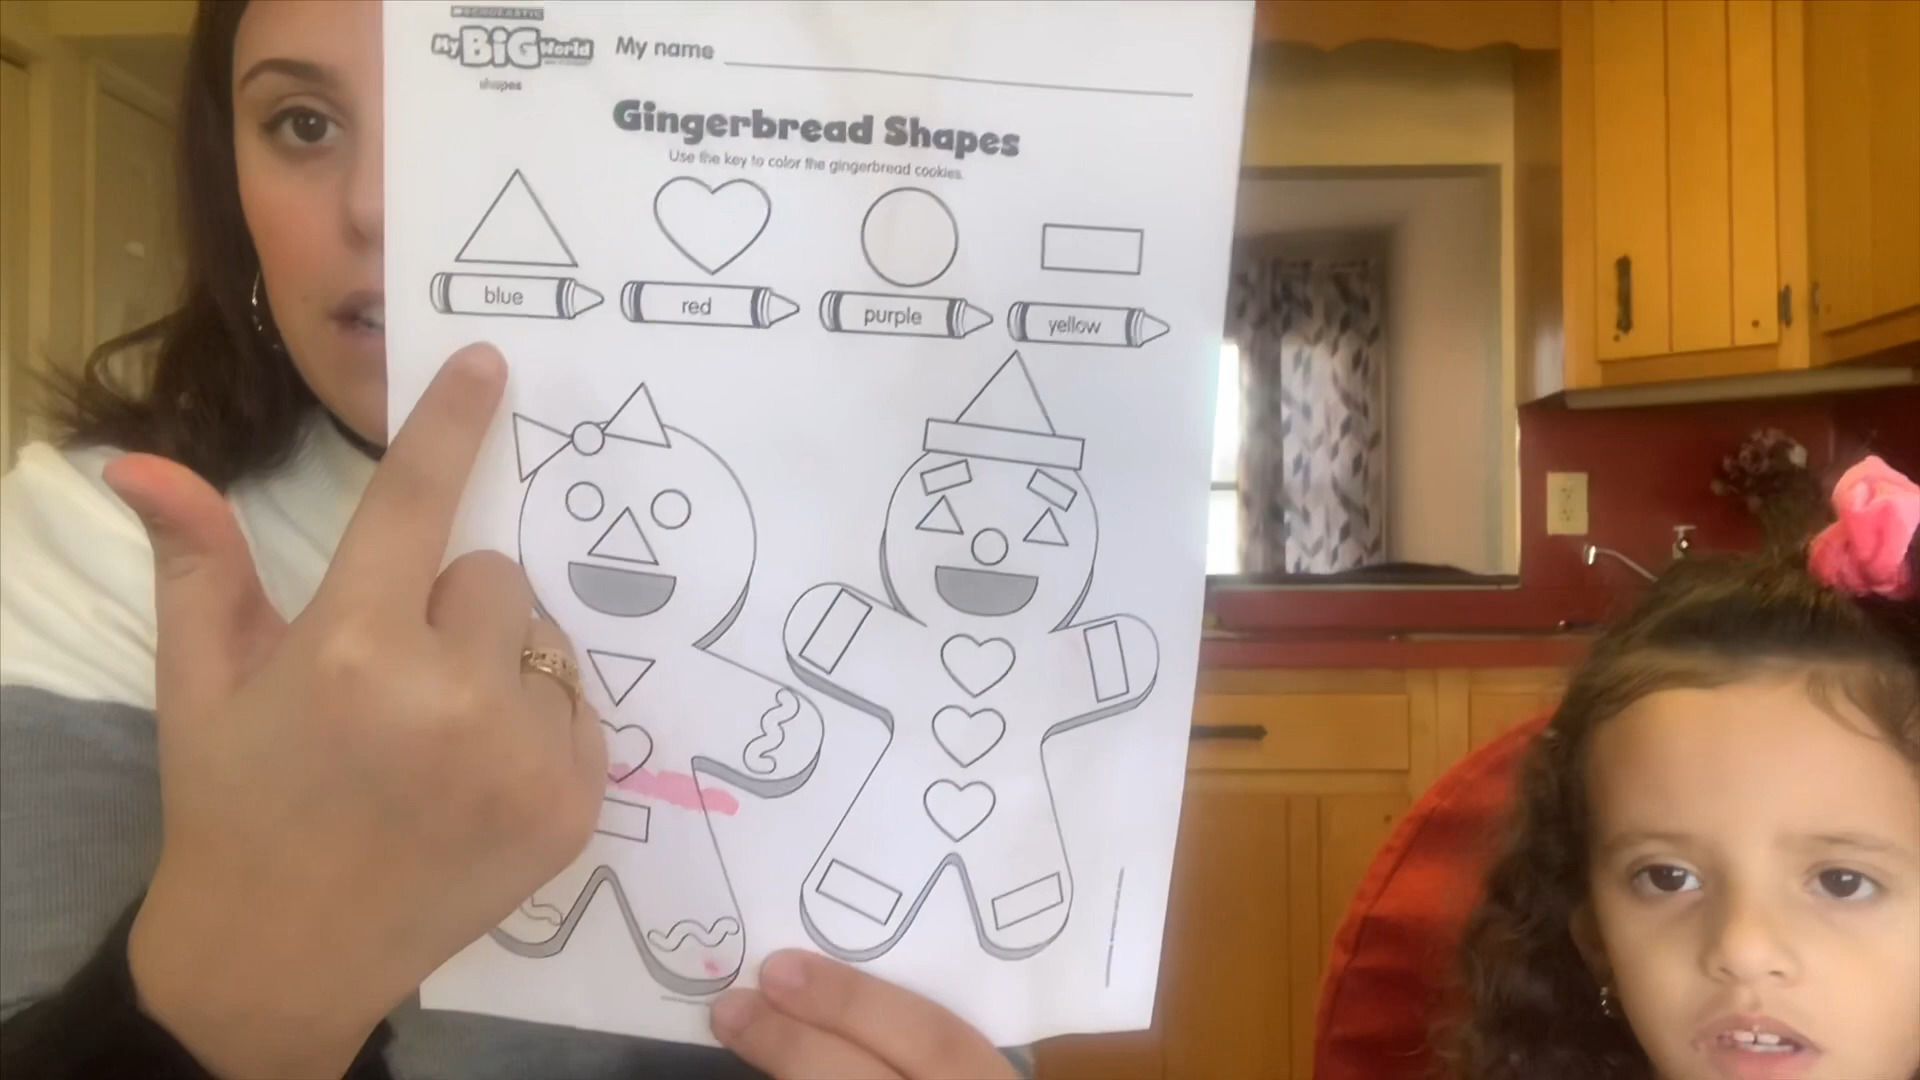 SCHOLASTIC
My BiG World
shapes
My name
Gingerbread Shapes
Use the key to color the gingerbread cookies.
blue
red
purple
yellow